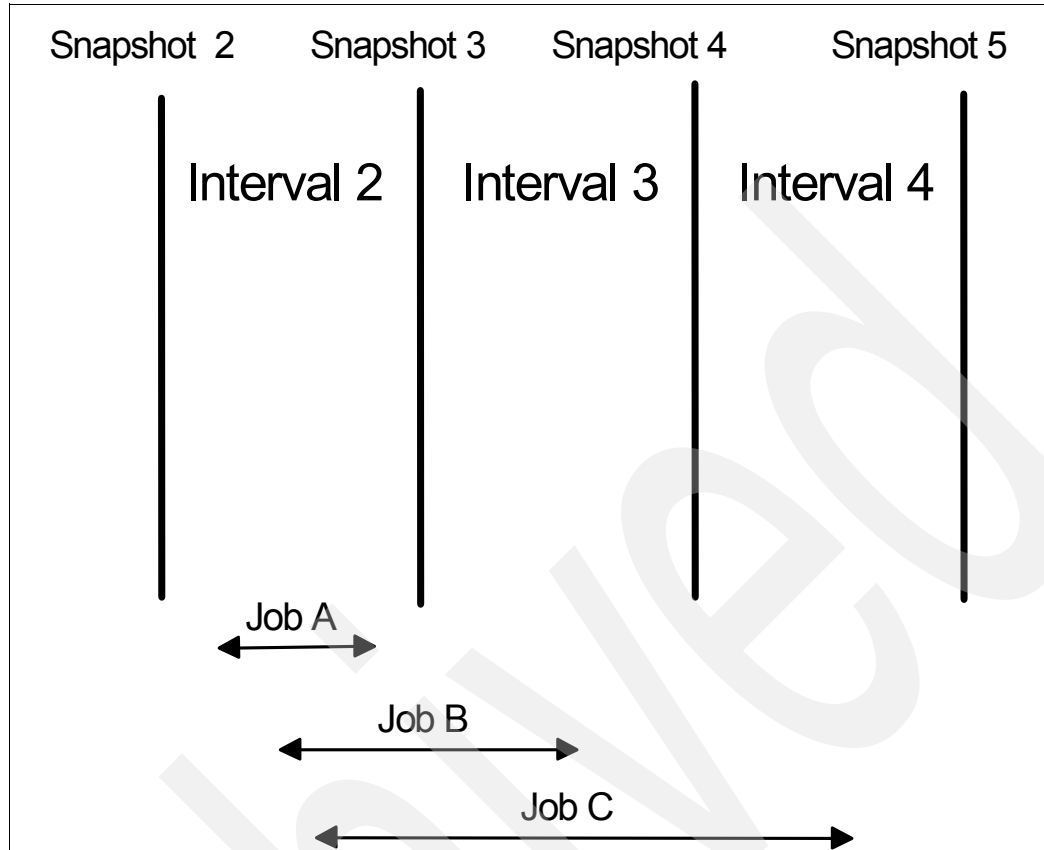 Snapshot 2 Snapshot 3 Snapshot 4 Snapshot 5
Interval 2 Interval 3 Interval 4
Job A
Job B
Job C